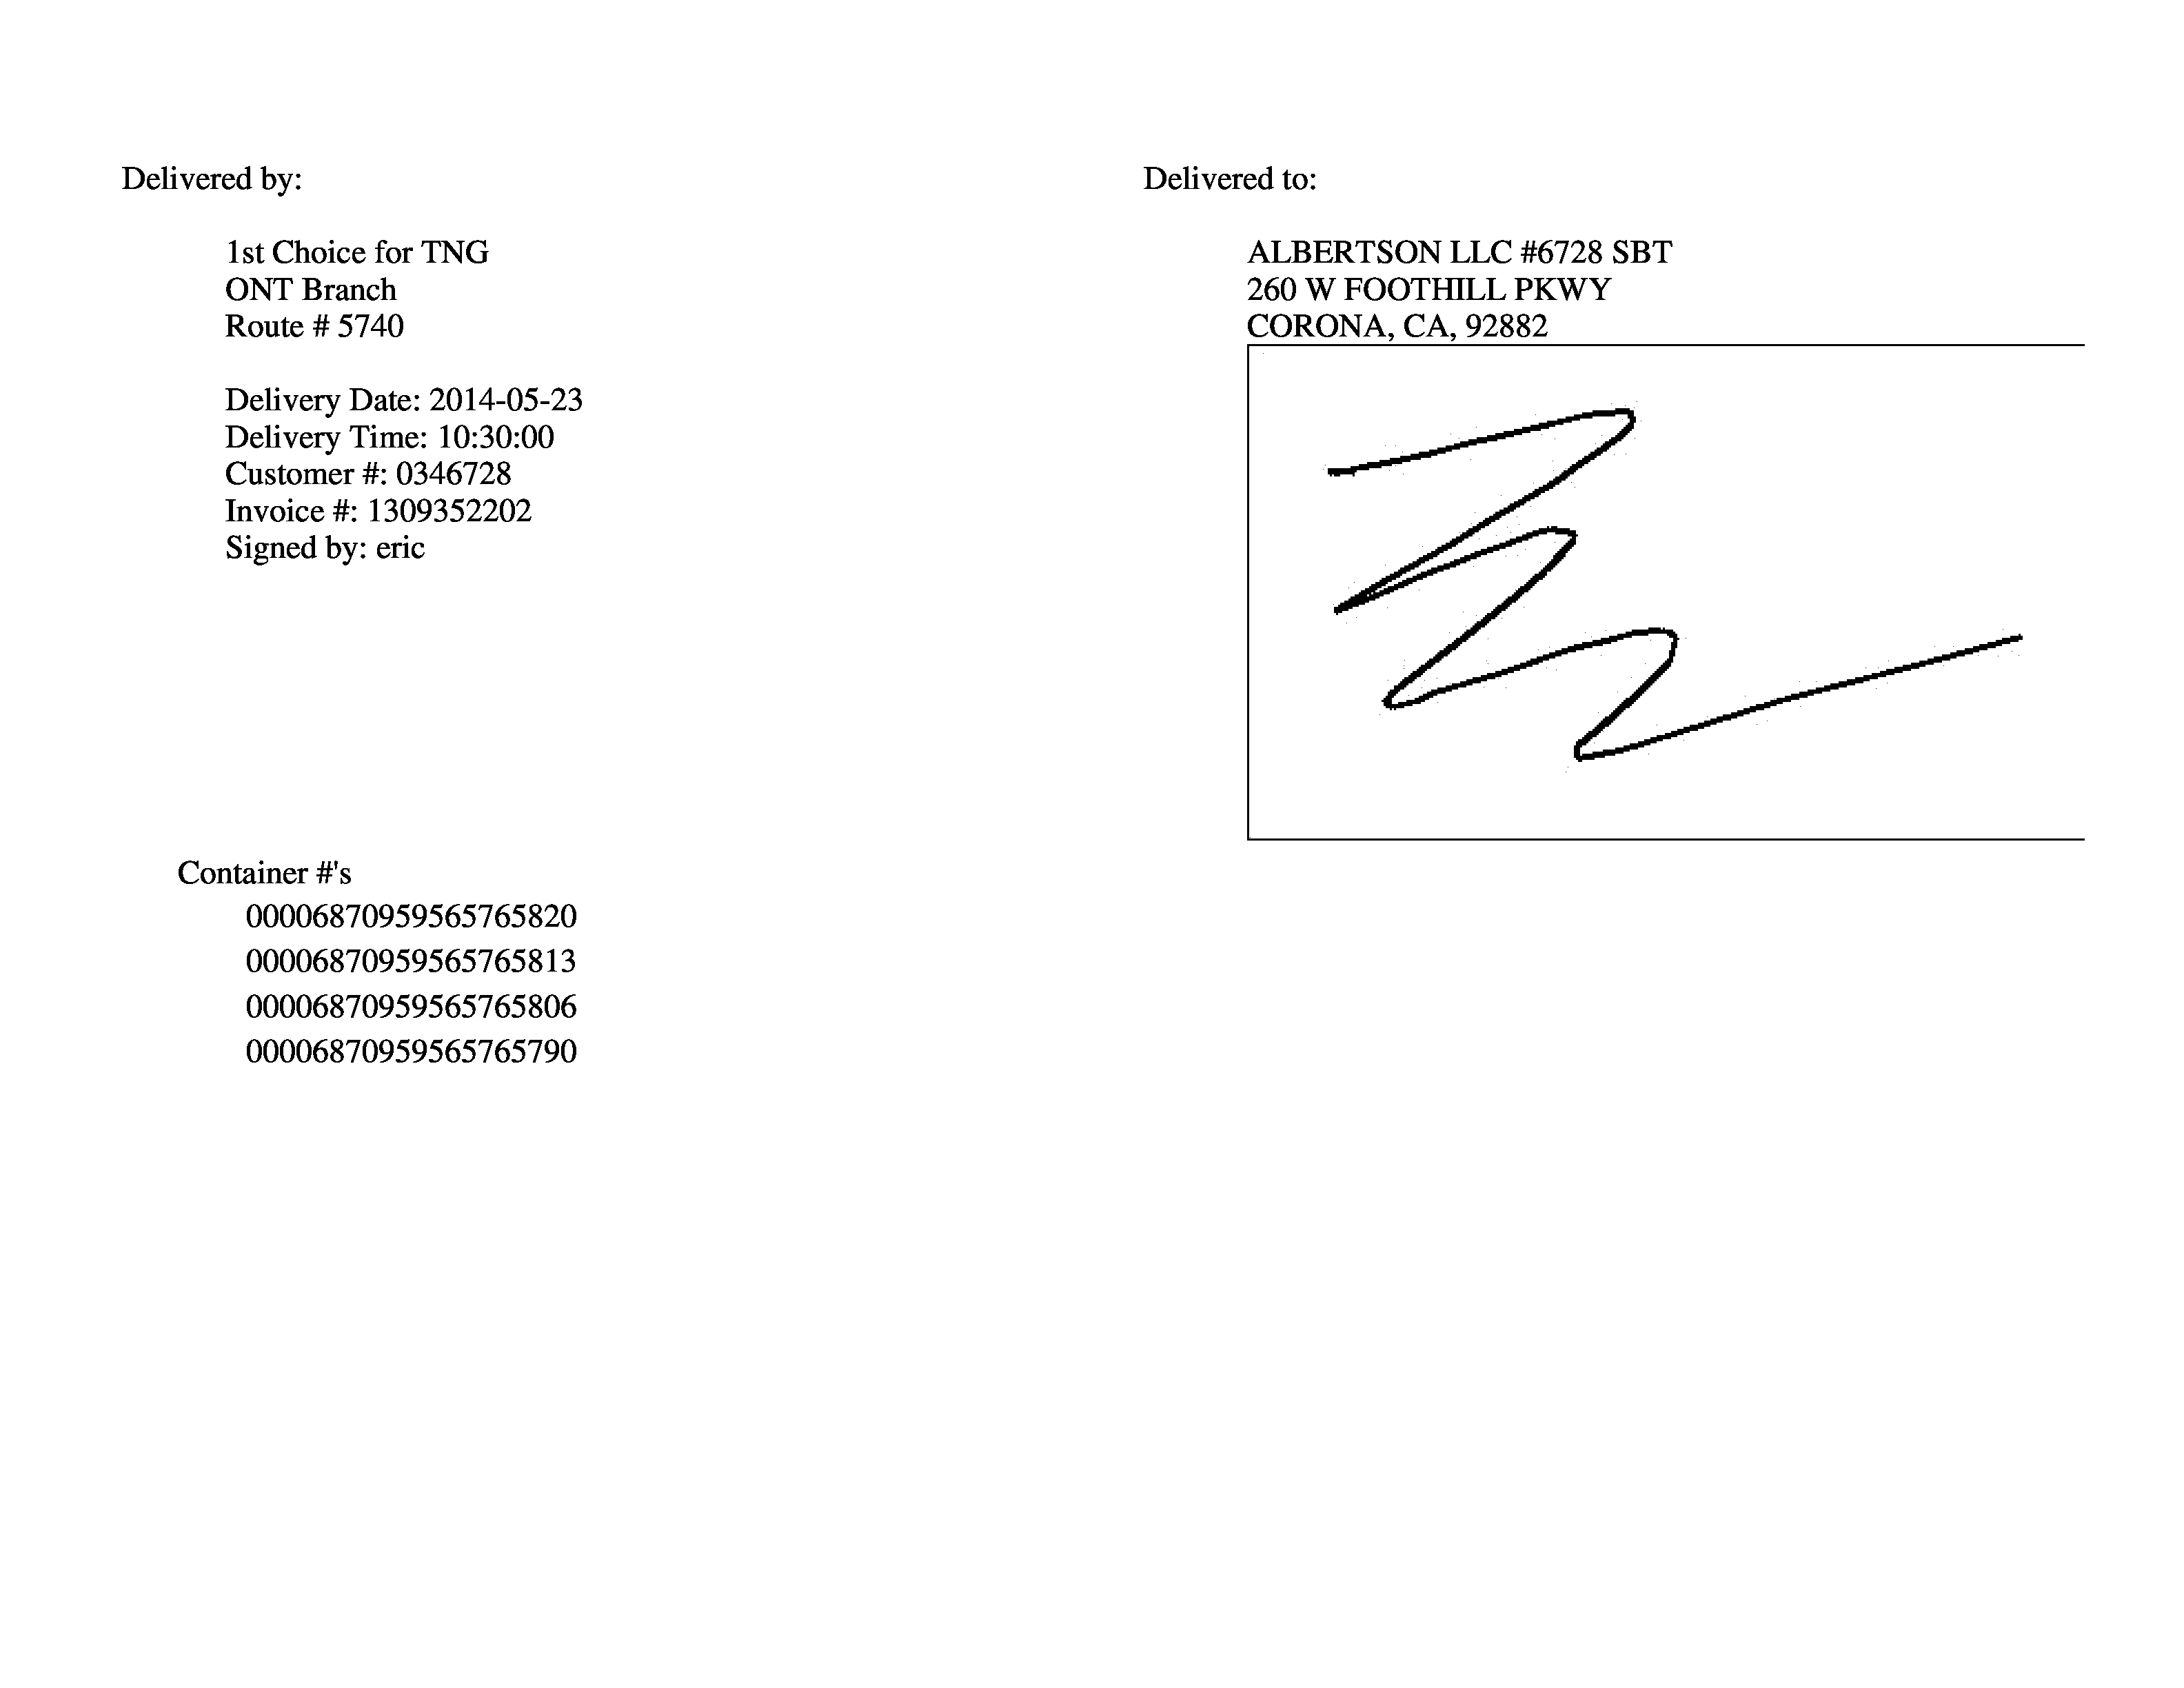 Delivered by:
1st Choice for TNG
ONT Branch
Route # 5740
Delivery Date: 2014-05-23
Delivery Time: 10:30:00
Customer #: 0346728
Invoice #: 1309352202
Signed by: eric
Delivered to:
ALBERTSON LLC #6728 SBT
260 W FOOTHILL PKWY
CORONA, CA, 92882
Container #'s
00006870959565765820
00006870959565765813
00006870959565765806
00006870959565765790